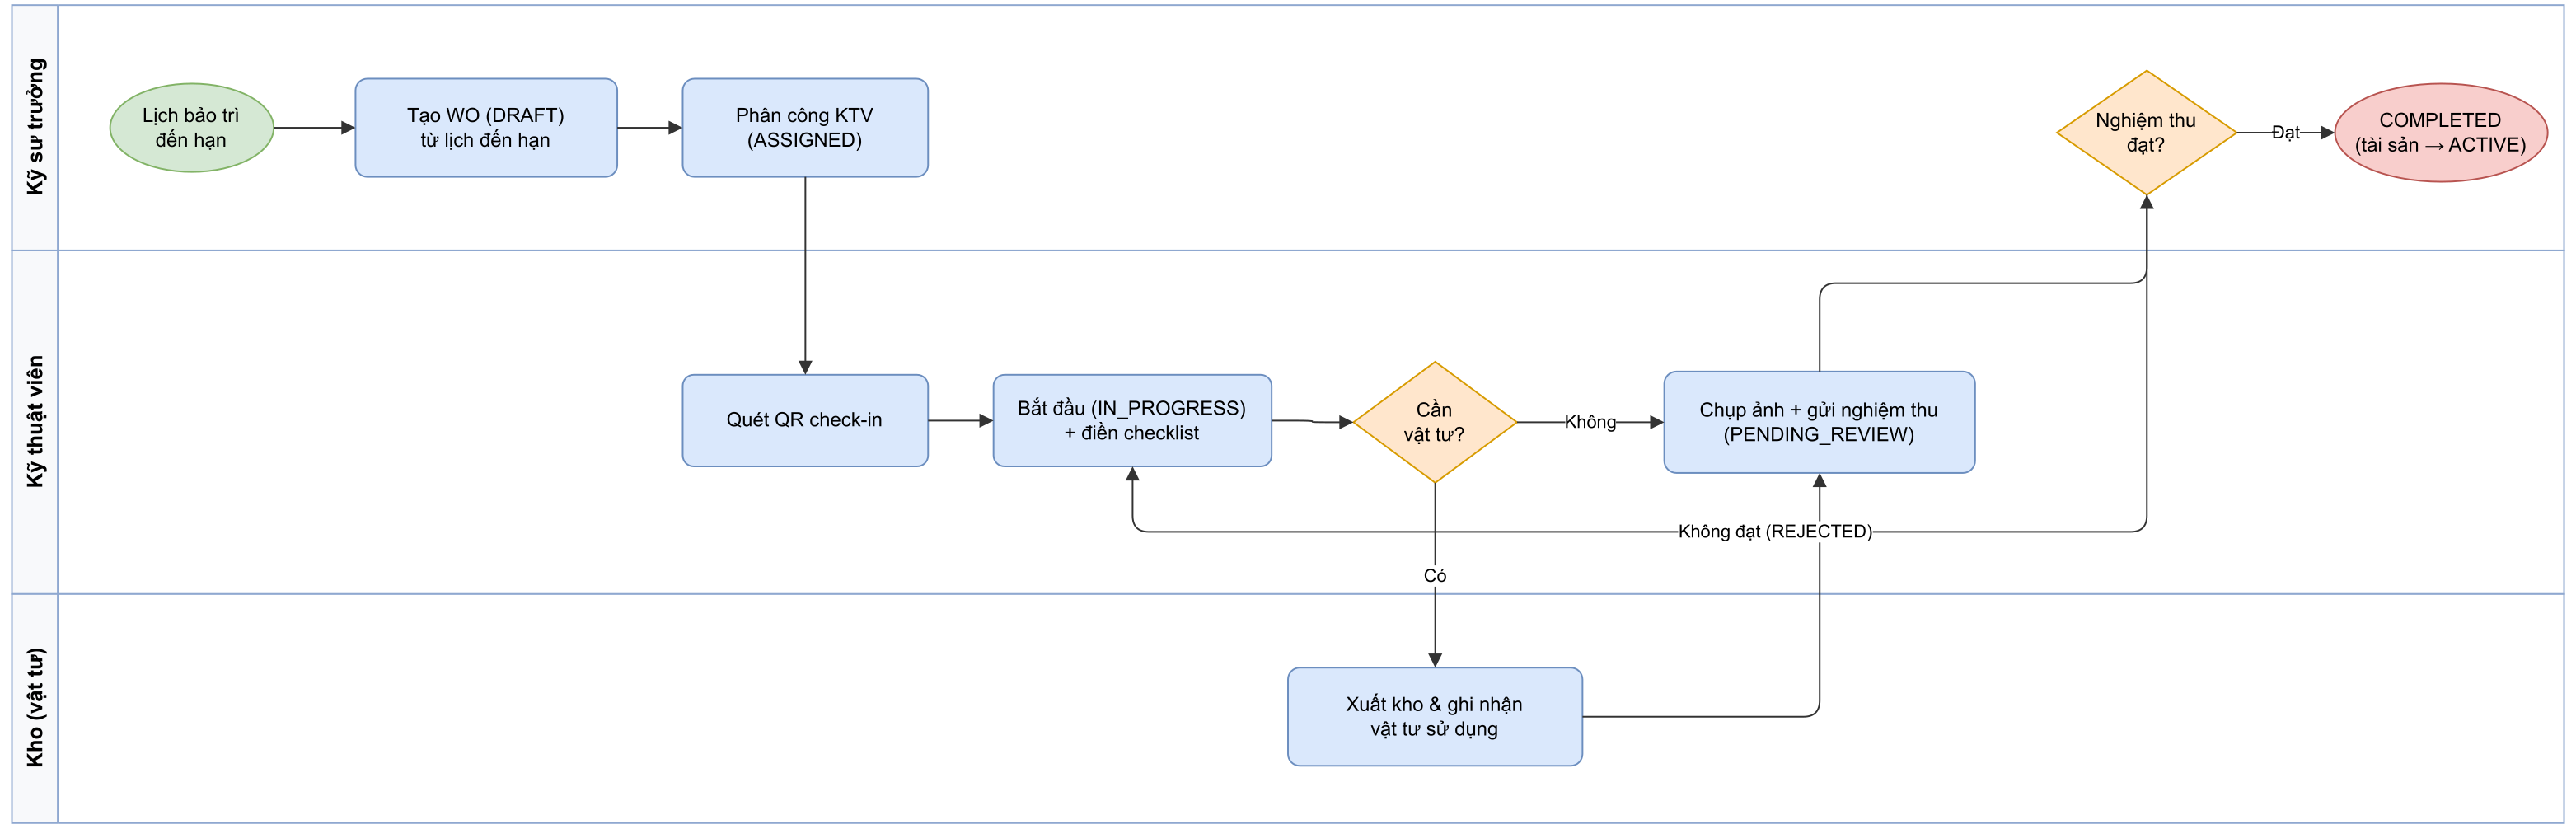 Kỹ sư trưởng
Lịch bảo trì
đến hạn
Tạo WO (DRAFT)
từ lịch đến hạn
Phân công KTV
(ASSIGNED)
Nghiệm thu
đạt?
Đạt
COMPLETED
(tài sản → ACTIVE)
Kỹ thuật viên
Quét QR check-in
Bắt đầu (IN_PROGRESS)
+ điền checklist
Cần
vật tư?
Không
Chụp ảnh + gửi nghiệm thu
(PENDING_REVIEW)
Không đạt (REJECTED)
Có
Kho (vật tư)
Xuất kho & ghi nhận
vật tư sử dụng